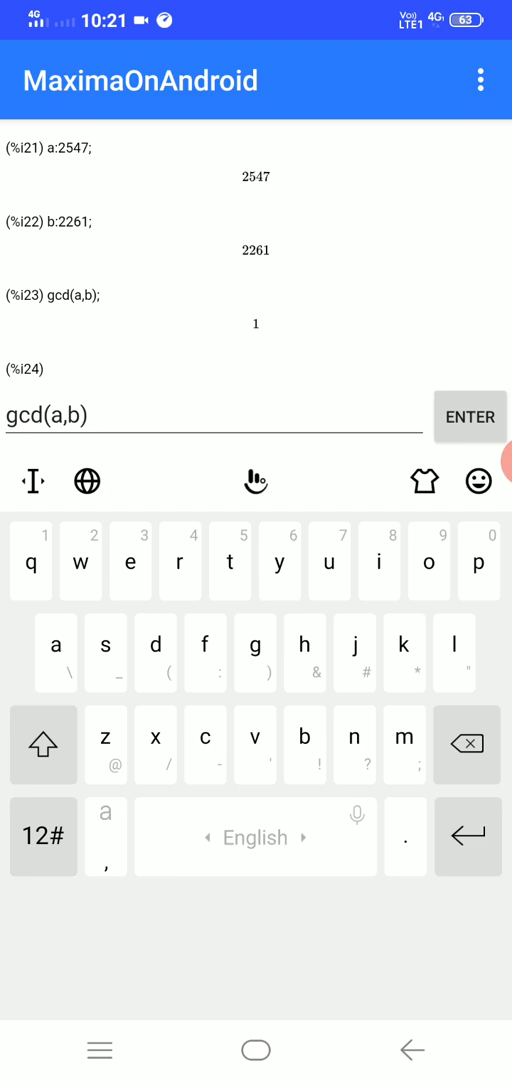 4G 10:21 Vo) LTE1 4G 63
MaximaOnAndroid
(%i21) a:2547;
2547
(%i22) b:2261;
2261
(%i23) gcd(a,b);
1
(%i24)
gcd(a,b) ENTER
1 2 3 4 5 6 7 8 9 0
q w e r t y u i o p
a s d f g h j k l
\ _ ( : ) & # * "
z x c v b n m
@ / - ' ! ? ;
12# a , English .